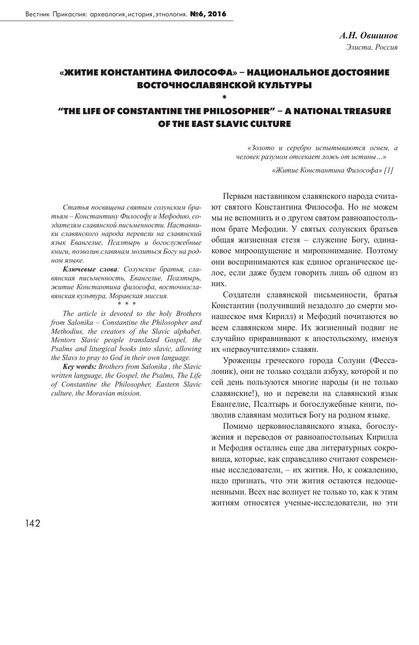 Вестник Прикаспия: археология, история, этнология. №6, 2016
А.Н. Овшинов
Элиста, Россия
«ЖИТИЕ КОНСТАНТИНА ФИЛОСОФА» – НАЦИОНАЛЬНОЕ ДОСТОЯНИЕ
ВОСТОЧНОСЛАВЯНСКОЙ КУЛЬТУРЫ
*
“THE LIFE OF CONSTANTINE THE PHILOSOPHER” – A NATIONAL TREASURE
OF THE EAST SLAVIC CULTURE
«Золото и серебро испытываются огнем, а
человек разумом отсекает ложь от истины…»
«Житие Константина Философа» [1]
Статья посвящена святым солунским бра-
тьям – Константину Философу и Мефодию, со-
здателям славянской письменности. Наставни-
ки славянского народа перевели на славянский
язык Евангелие, Псалтырь и богослужебные
книги, позволив славянам молиться Богу на род-
ном языке.
Ключевые слова: Солунские братья, сла-
вянская письменность, Евангелие, Псалтырь,
житие Константина философа, восточносла-
вянская культура, Моравская миссия.
* * *
The article is devoted to the holy Brothers
from Salonika – Constantine the Philosopher and
Methodius, the creators of the Slavic alphabet.
Mentors Slavic people translated Gospel, the
Psalms and liturgical books into slavic, allowing
the Slavs to pray to God in their own language.
Key words: Brothers from Salonika , the Slavic
written language, the Gospel, the Psalms, The Life
of Constantine the Philosopher, Eastern Slavic
culture, the Moravian mission.
Первым наставником славянского народа счита-
ют святого Константина Философа. Но не можем
мы не вспомнить и о другом святом равноапостоль-
ном брате Мефодии. У святых солунских братьев
общая жизненная стезя – служение Богу, одина-
ковое мироощущение и миропонимание. Поэтому
они воспринимаются как единое органическое це-
лое, если даже будем говорить лишь об одном из
них.
Создатели славянской письменности, братья
Константин (получивший незадолго до смерти мо-
нашеское имя Кирилл) и Мефодий почитаются во
всем славянском мире. Их жизненный подвиг не
случайно приравнивают к апостольскому, именуя
их «первоучителями» славян.
Уроженцы греческого города Солуни (Фесса-
лоник), они не только создали азбуку, которой и по
сей день пользуются многие народы (и не только
славянские!), но и перевели на славянский язык
Евангелие, Псалтырь и богослужебные книги, по-
зволив славянам молиться Богу на родном языке.
Помимо церковнославянского языка, богослу-
жения и переводов от равноапостольных Кирилла
и Мефодия остались еще два литературных сокро-
вища, которые, как справедливо считают современ-
ные исследователи, – их жития. Но, к сожалению,
надо признать, что эти жития остаются недооце-
ненными. Всех нас волнует не только то, как к этим
житиям относятся ученые-исследователи, но эти
142